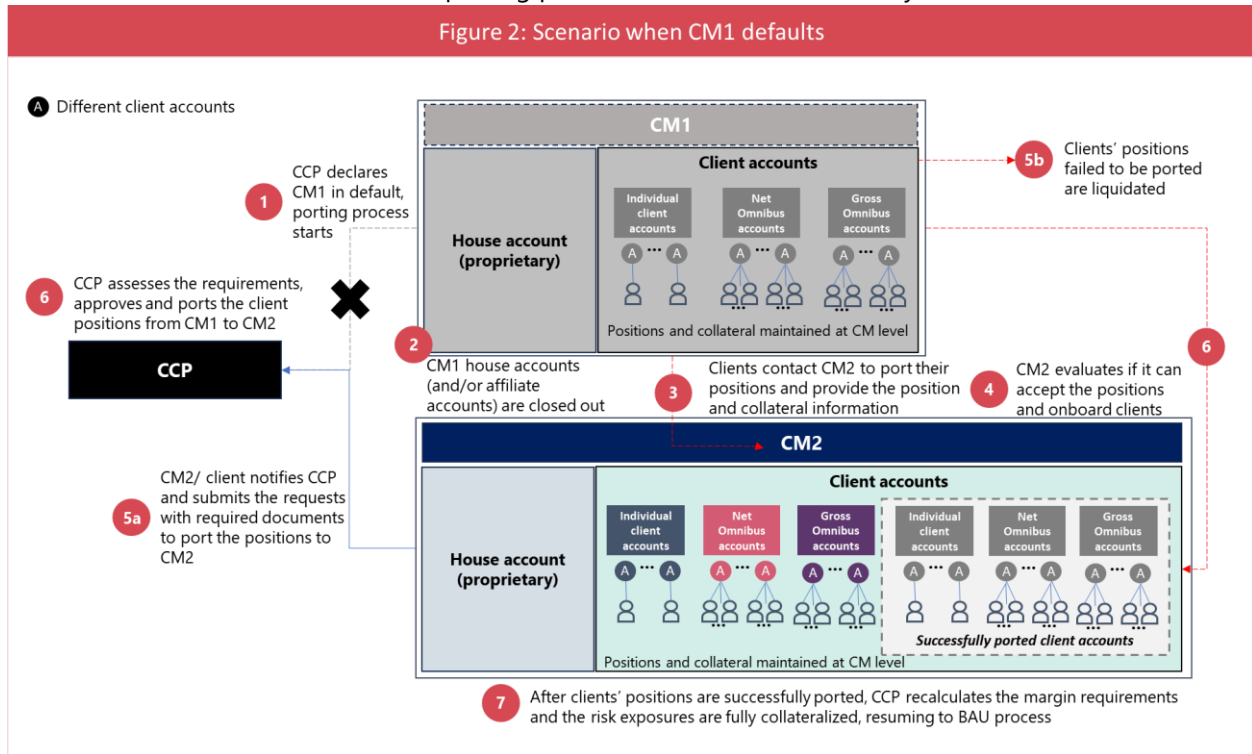 Figure 2: Scenario when CM1 defaults
A Different client accounts
CM1
Client accounts
5b
Clients' positions
failed to be ported
are liquidated
1
CCP declares
CM1 in default,
porting process
starts
Individual
client
accounts
Net
Omnibus
accounts
Gross
Omnibus
accounts
House account
(proprietary)
A ... A
A ... A
A ... A
...
...
...
...
Positions and collateral maintained at CM level
6
CCP assesses the requirements,
approves and ports the client
positions from CM1 to CM2
CCP
2
CM1 house accounts
(and/or affiliate
accounts) are closed out
3
Clients contact CM2 to port their
positions and provide the position
and collateral information
4
CM2 evaluates if it can
accept the positions
and onboard clients
6
CM2
Client accounts
5a
CM2/ client notifies CCP
and submits the requests
with required documents
to port the positions to
CM2
House account
(proprietary)
Individual
client
accounts
Net
Omnibus
accounts
Gross
Omnibus
accounts
Individual
client
accounts
Net
Omnibus
accounts
Gross
Omnibus
accounts
A ... A
A ... A
A ... A
A ... A
A ... A
A ... A
...
...
...
...
...
...
...
...
Successfully ported client accounts
Positions and collateral maintained at CM level
7
After clients' positions are successfully ported, CCP recalculates the margin requirements
and the risk exposures are fully collateralized, resuming to BAU process